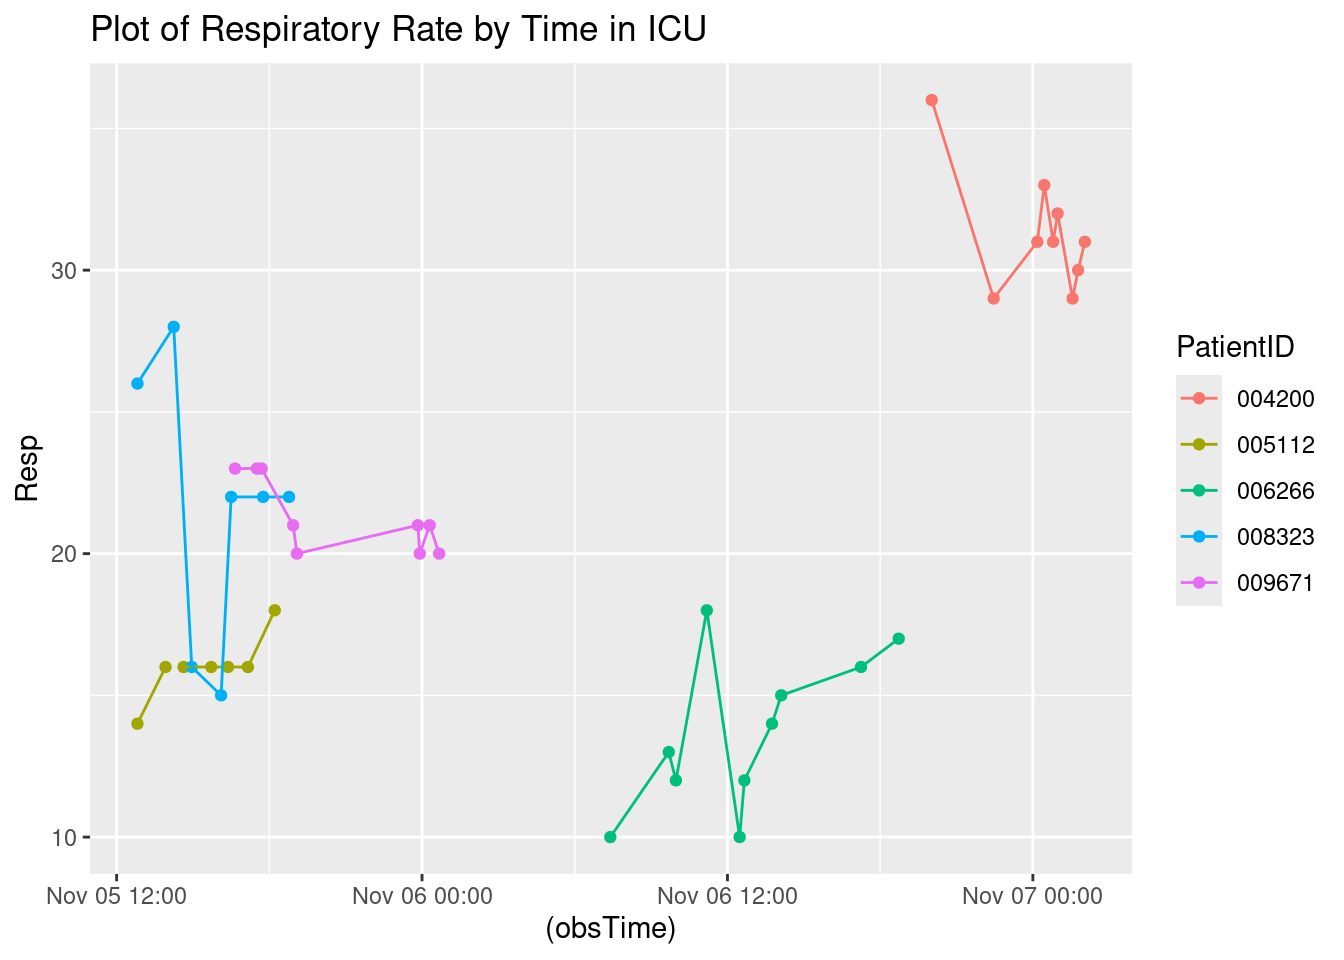 Plot of Respiratory Rate by Time in ICU
Resp
30
20
10
Nov 05 12:00
Nov 06 00:00
Nov 06 12:00
Nov 07 00:00
(obsTime)
PatientID
004200
005112
006266
008323
009671